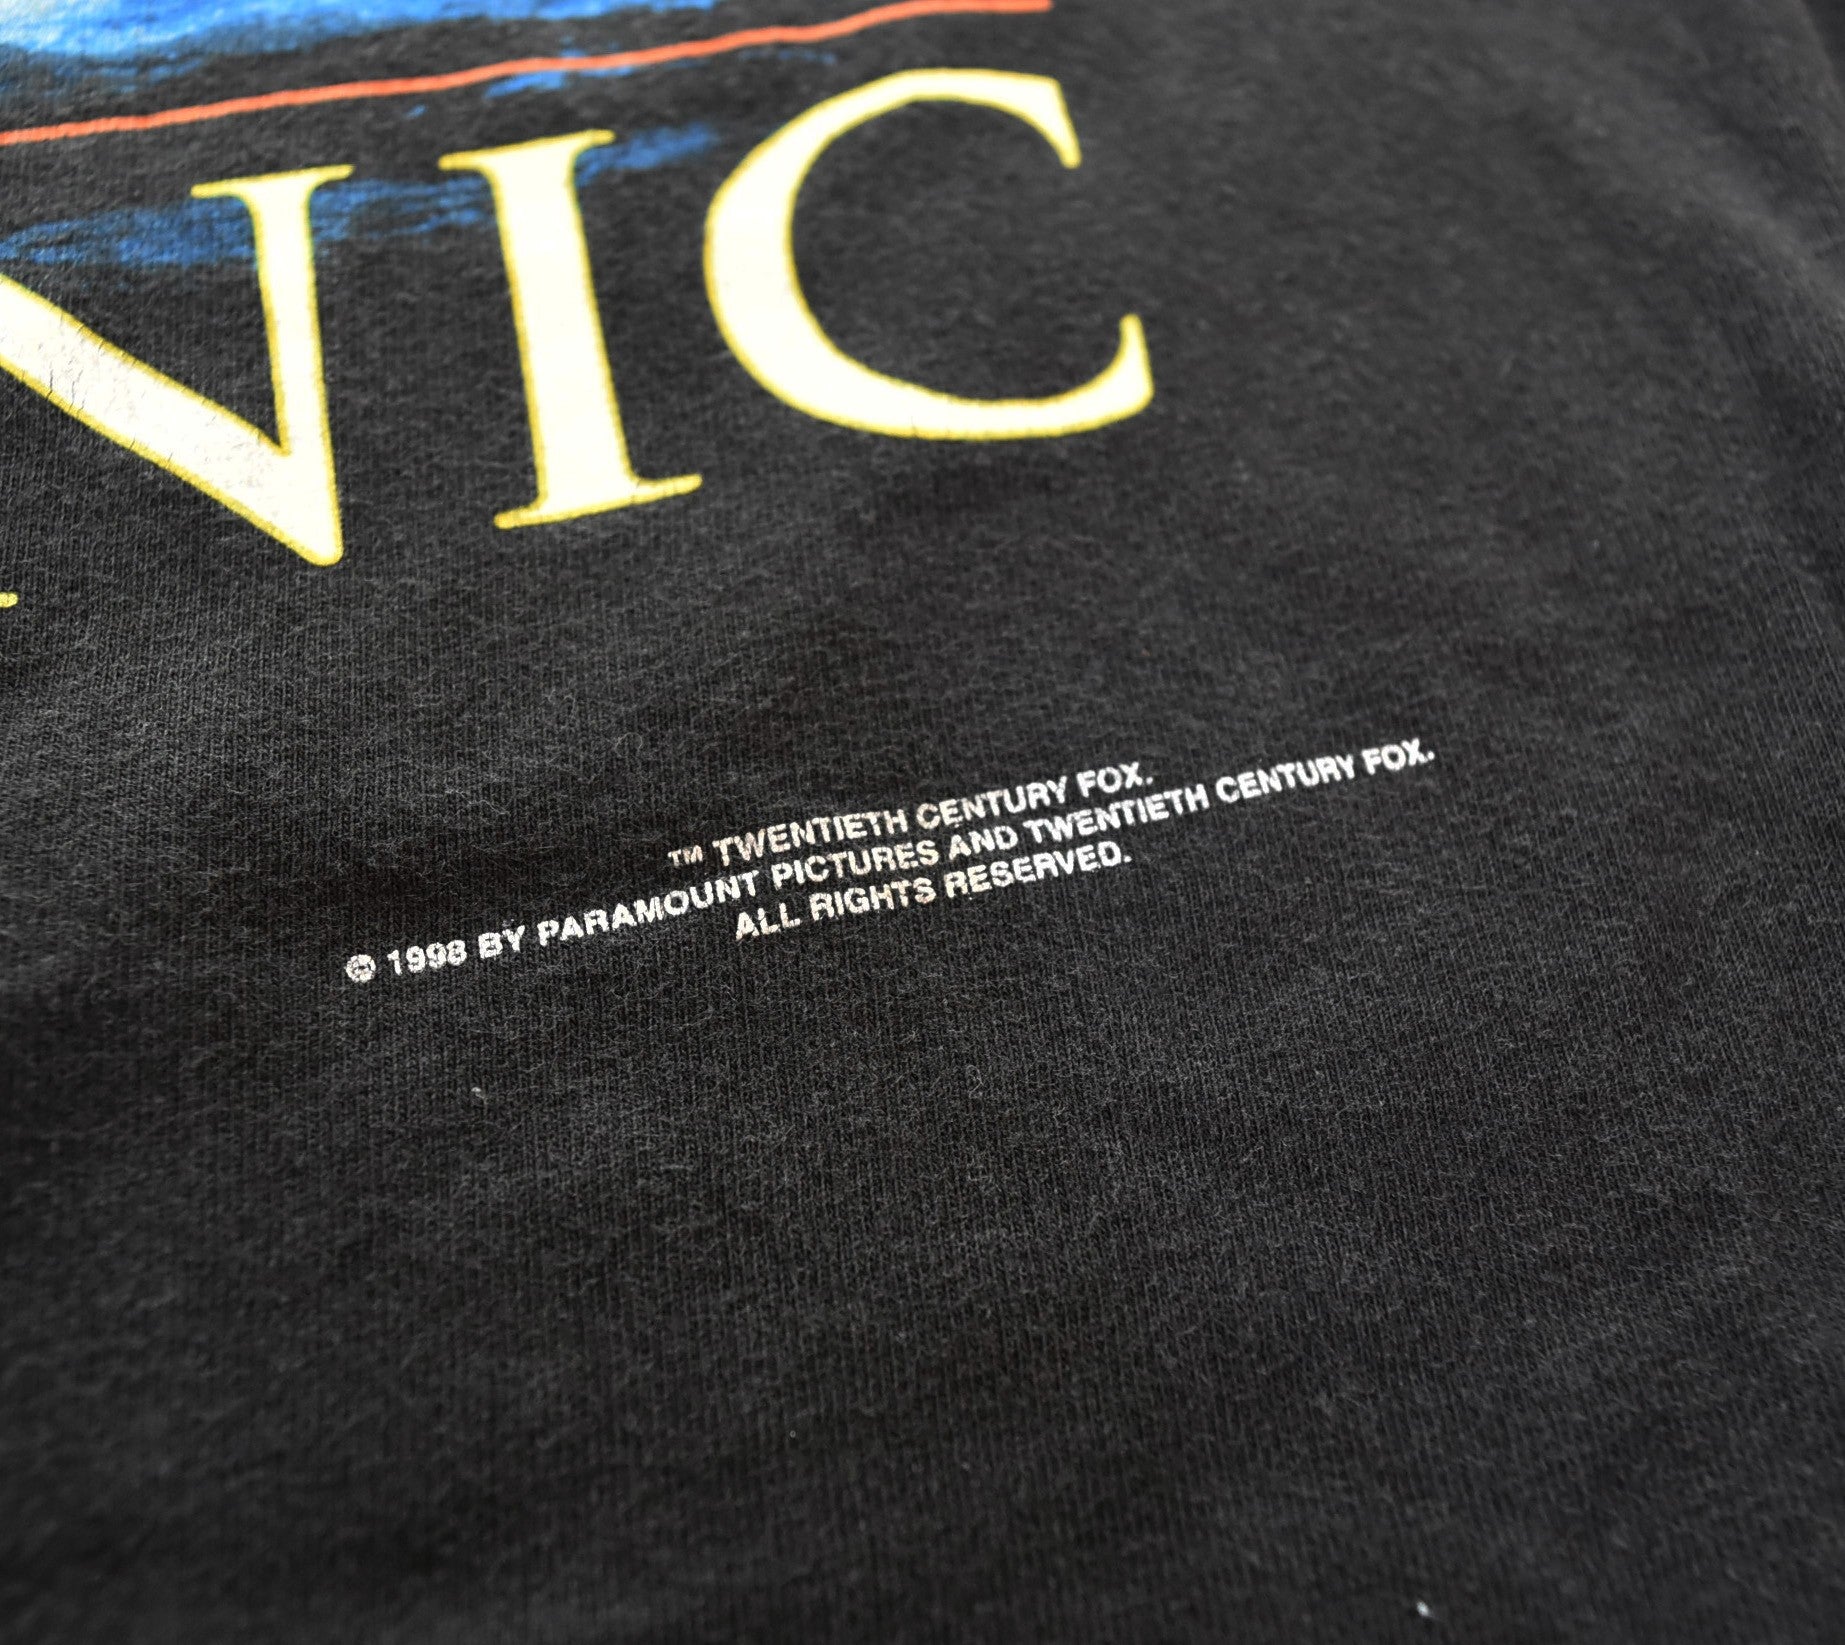 NIC
™ TWENTIETH CENTURY FOX.
© 1998 BY PARAMOUNT PICTURES AND TWENTIETH CENTURY FOX.
ALL RIGHTS RESERVED.